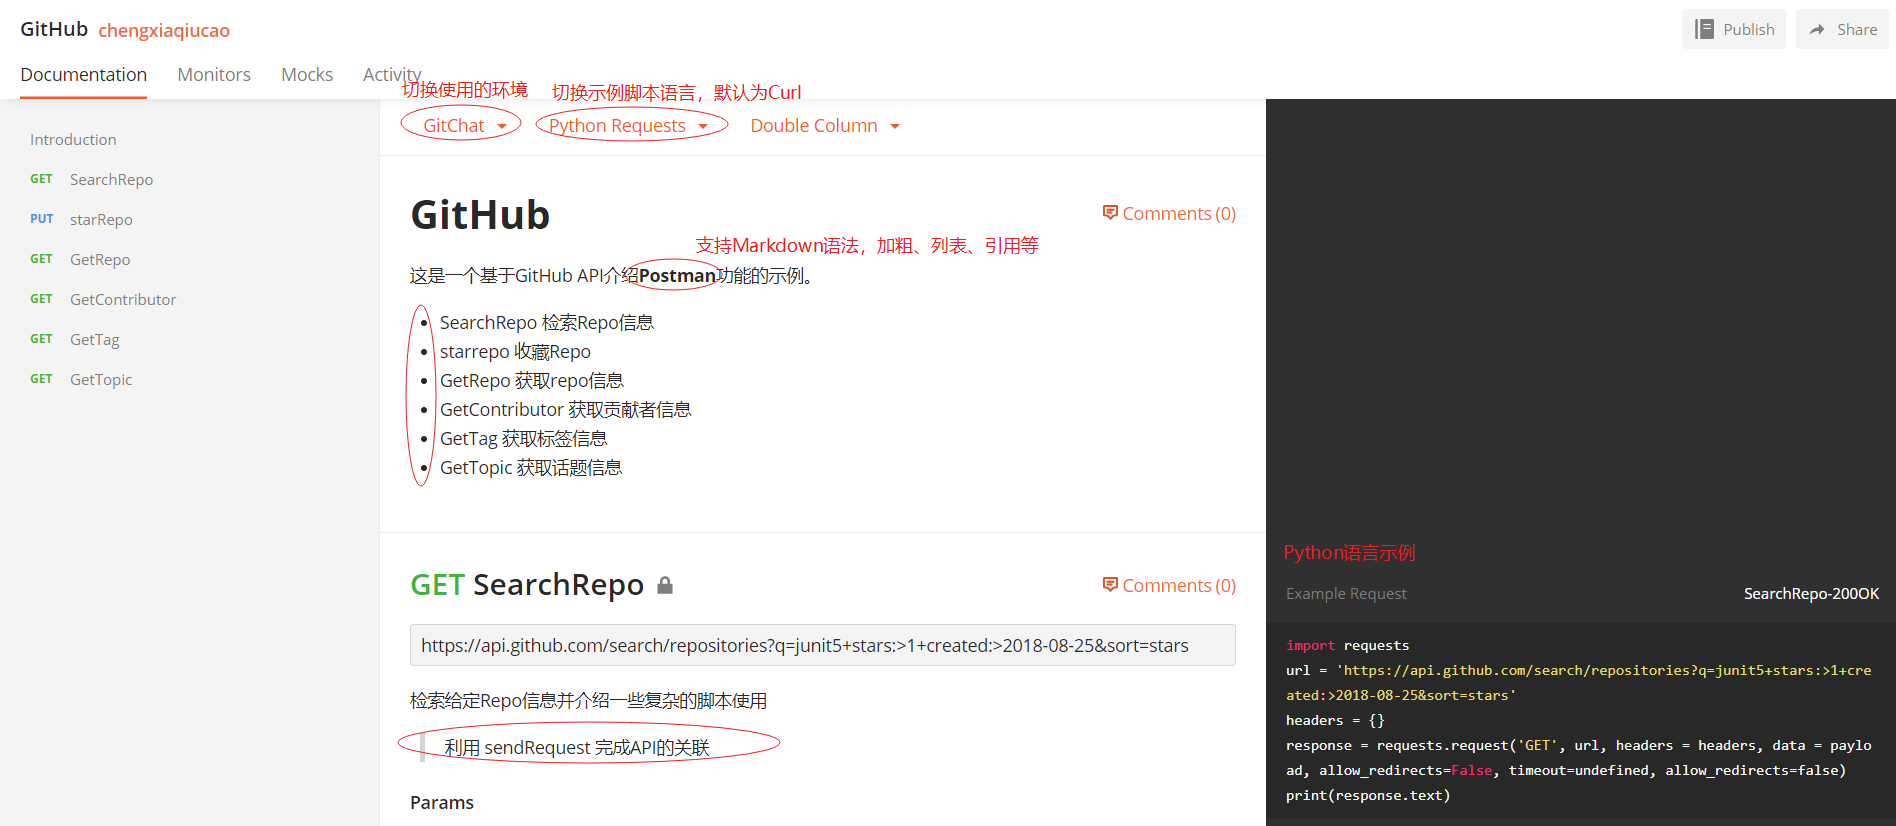 GitHub chengxiaqiucao
Publish
Share
Documentation Monitors Mocks Activity
切换使用的环境
切换示例脚本语言，默认为Curl
GitChat
Python Requests
Double Column
Introduction
GET SearchRepo
PUT starRepo
GET GetRepo
GET GetContributor
GET GetTag
GET GetTopic
GitHub
Comments (0)
支持Markdown语法，加粗、列表、引用等
这是一个基于GitHub API介绍Postman功能的示例。
• SearchRepo 检索Repo信息
• starrepo 收藏Repo
• GetRepo 获取repo信息
• GetContributor 获取贡献者信息
• GetTag 获取标签信息
• GetTopic 获取话题信息
GET SearchRepo
Comments (0)
https://api.github.com/search/repositories?q=junit5+stars:>1+created:>2018-08-25&sort=stars
检索给定Repo信息并介绍一些复杂的脚本使用
利用 sendRequest 完成API的关联
Params
Python语言示例
Example Request
SearchRepo-200OK
import requests
url = 'https://api.github.com/search/repositories?q=junit5+stars:>1+cre
ated:>2018-08-25&sort=stars'
headers = {}
response = requests.request('GET', url, headers = headers, data = paylo
ad, allow_redirects=False, timeout=undefined, allow_redirects=false)
print(response.text)